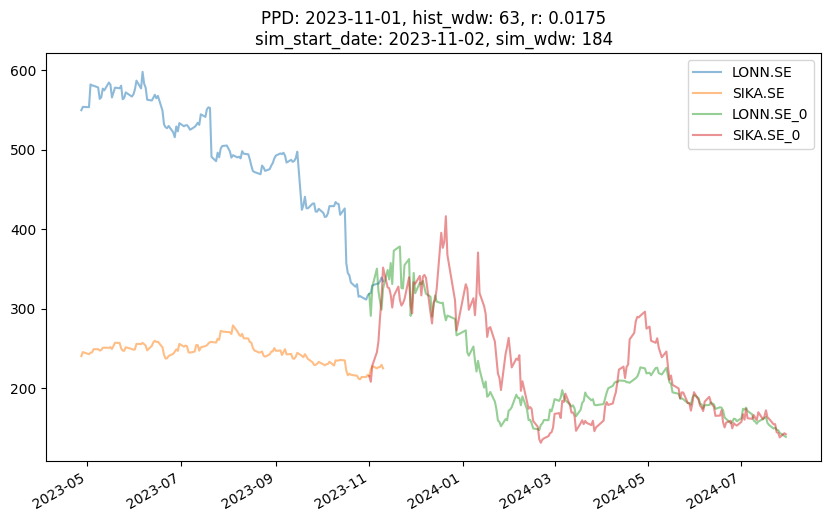 PPD: 2023-11-01, hist_wdw: 63, r: 0.0175
sim_start_date: 2023-11-02, sim_wdw: 184
LONN.SE
SIKA.SE
LONN.SE_0
SIKA.SE_0
600
500
400
300
200
2023-05
2023-07
2023-09
2023-11
2024-01
2024-03
2024-05
2024-07